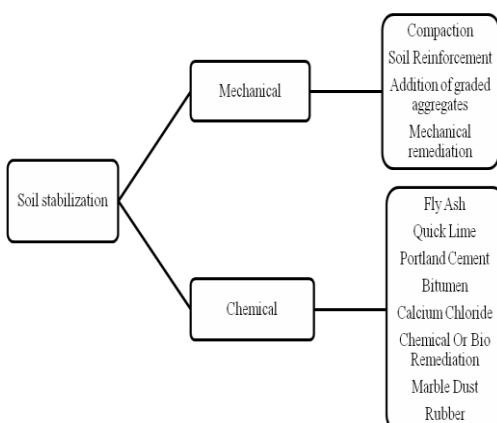 Soil stabilization
Mechanical
Compaction
Soil Reinforcement
Addition of graded
aggregates
Mechanical
remediation
Chemical
Fly Ash
Quick Lime
Portland Cement
Bitumen
Calcium Chloride
Chemical Or Bio
Remediation
Marble Dust
Rubber